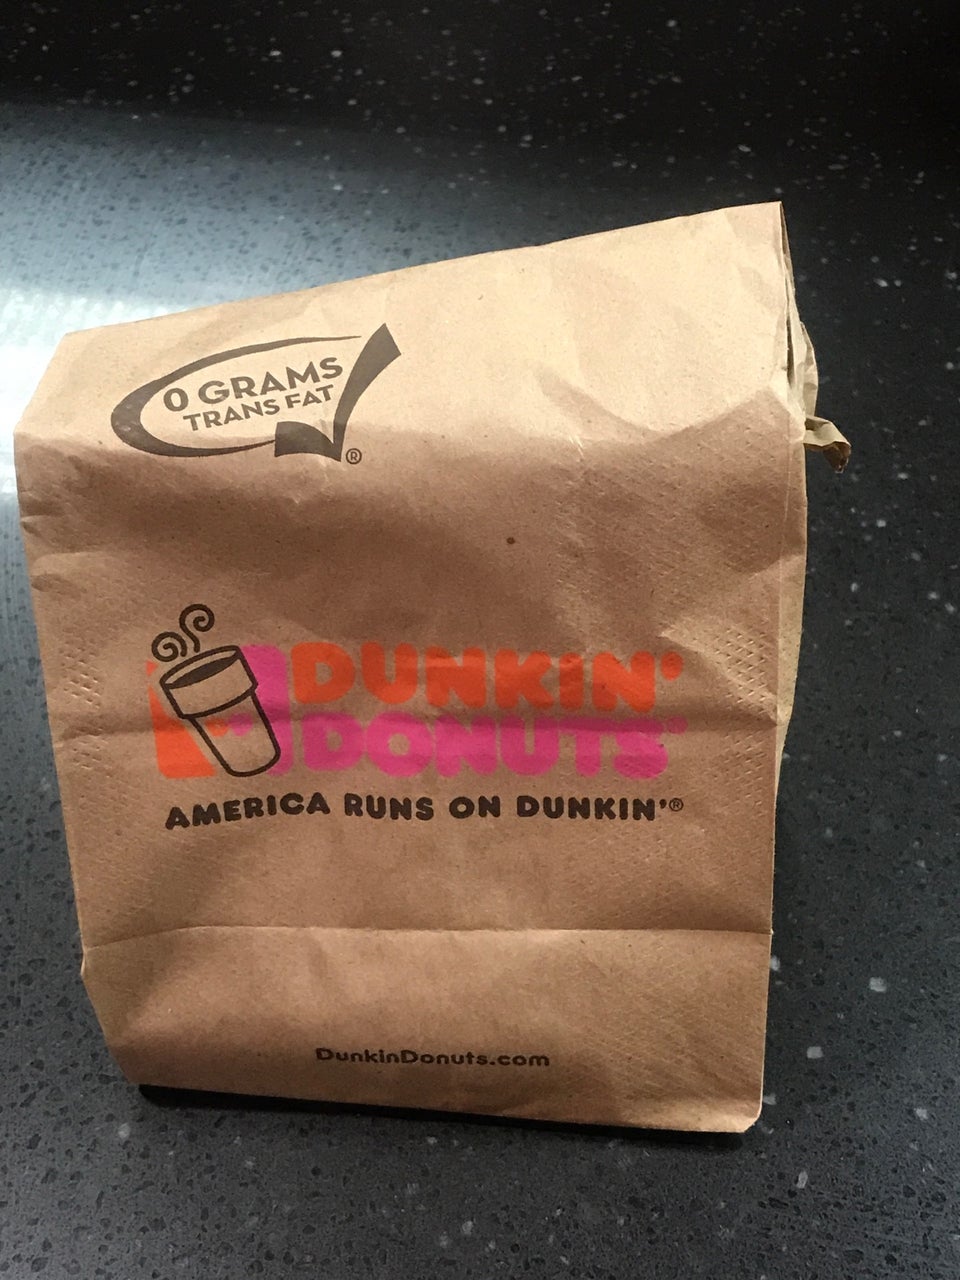 0 GRAMS
TRANS FAT
®
DUNKIN'
DONUTS®
AMERICA RUNS ON DUNKIN'®
DunkinDonuts.com